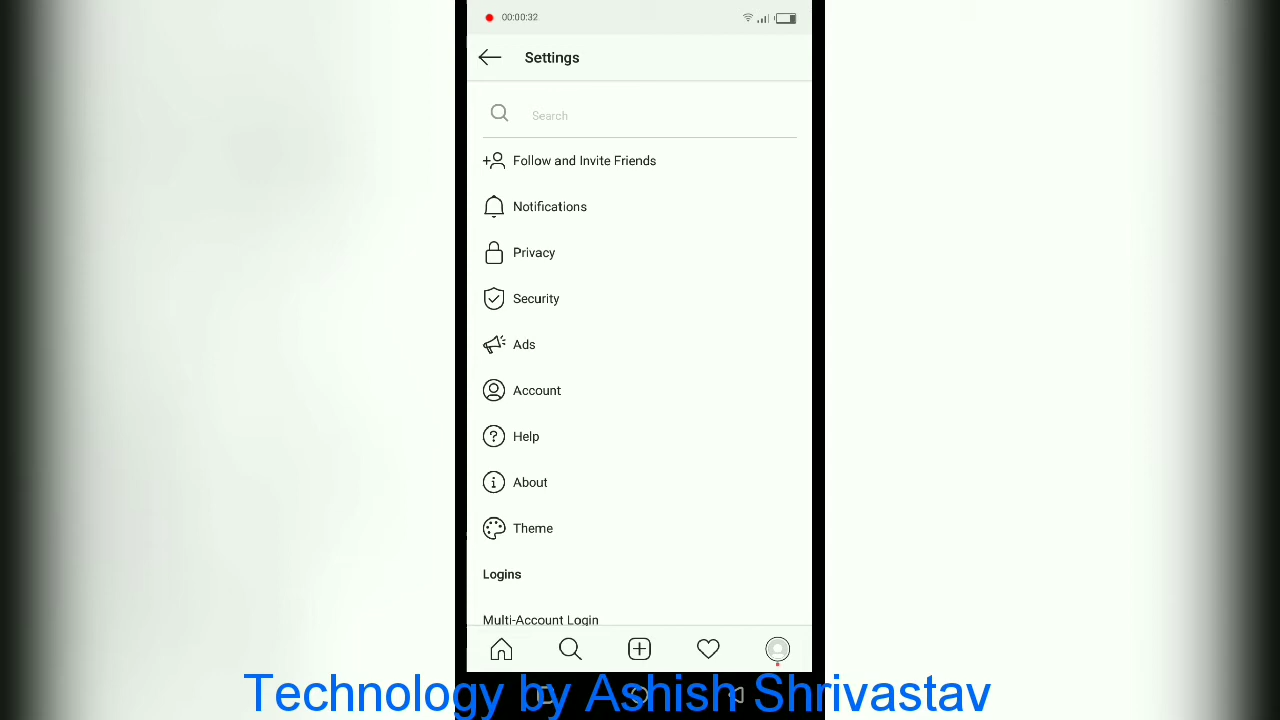 00:00:32
Settings
Search
Follow and Invite Friends
Notifications
Privacy
Security
Ads
Account
Help
About
Theme
Logins
Multi-Account Login
Technology by Ashish Shrivastav